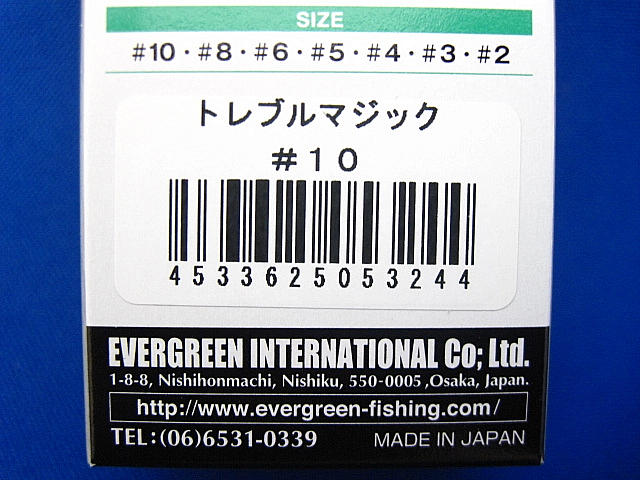 SIZE
#10・#8・#6・#5・#4・#3・#2
トレブルマジック
#10
4533625053244
EVERGREEN INTERNATIONAL Co; Ltd.
1-8-8, Nishihonmachi, Nishiku, 550-0005 ,Osaka, Japan.
http://www.evergreen-fishing.com/
TEL:(06)6531-0339 MADE IN JAPAN